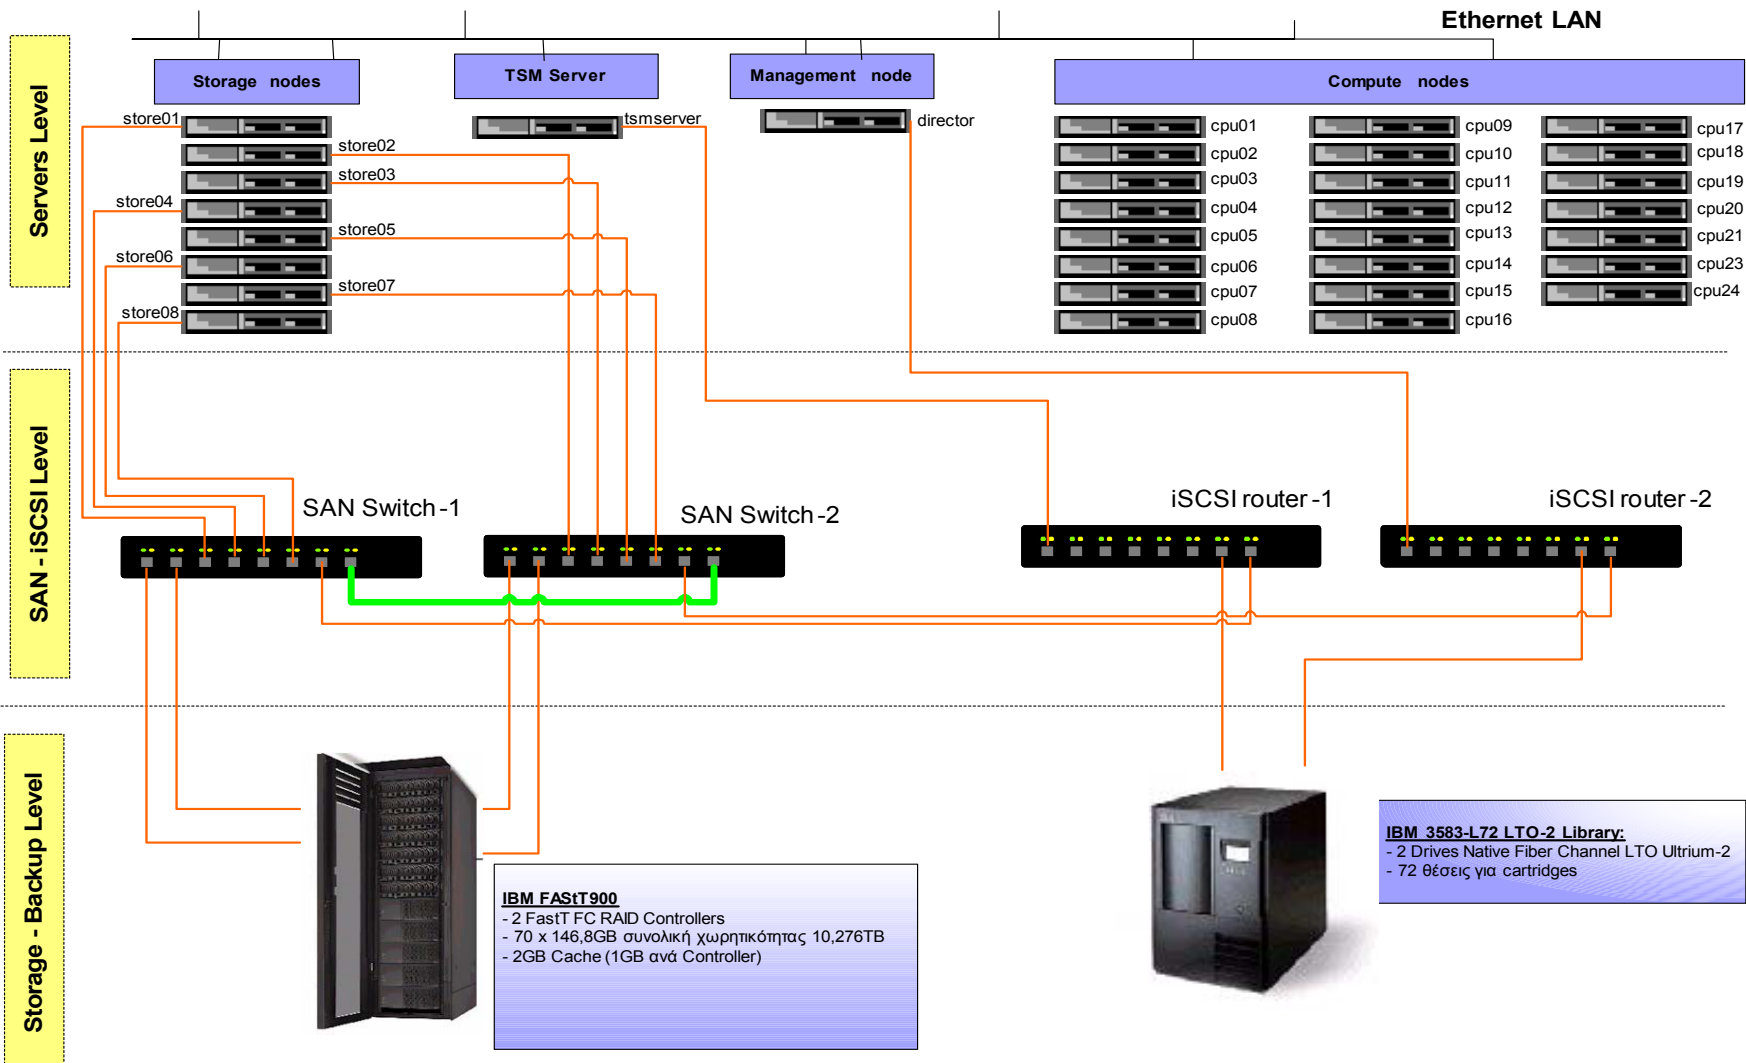 Ethernet LAN
Servers Level
Storage nodes
TSM Server
Management node
Compute nodes
store01
store02
store03
store04
store05
store06
store07
store08
tsmserver
director
cpu01
cpu02
cpu03
cpu04
cpu05
cpu06
cpu07
cpu08
cpu09
cpu10
cpu11
cpu12
cpu13
cpu14
cpu15
cpu16
cpu17
cpu18
cpu19
cpu20
cpu21
cpu23
cpu24
SAN - iSCSI Level
SAN Switch-1
SAN Switch-2
iSCSI router-1
iSCSI router-2
Storage - Backup Level
IBM FAStT900
- 2 FastT FC RAID Controllers
- 70 x 146,8GB συνολική χωρητικότητας 10,276TB
- 2GB Cache (1GB ανά Controller)
IBM 3583-L72 LTO-2 Library:
- 2 Drives Native Fiber Channel LTO Ultrium-2
- 72 θέσεις για cartridges